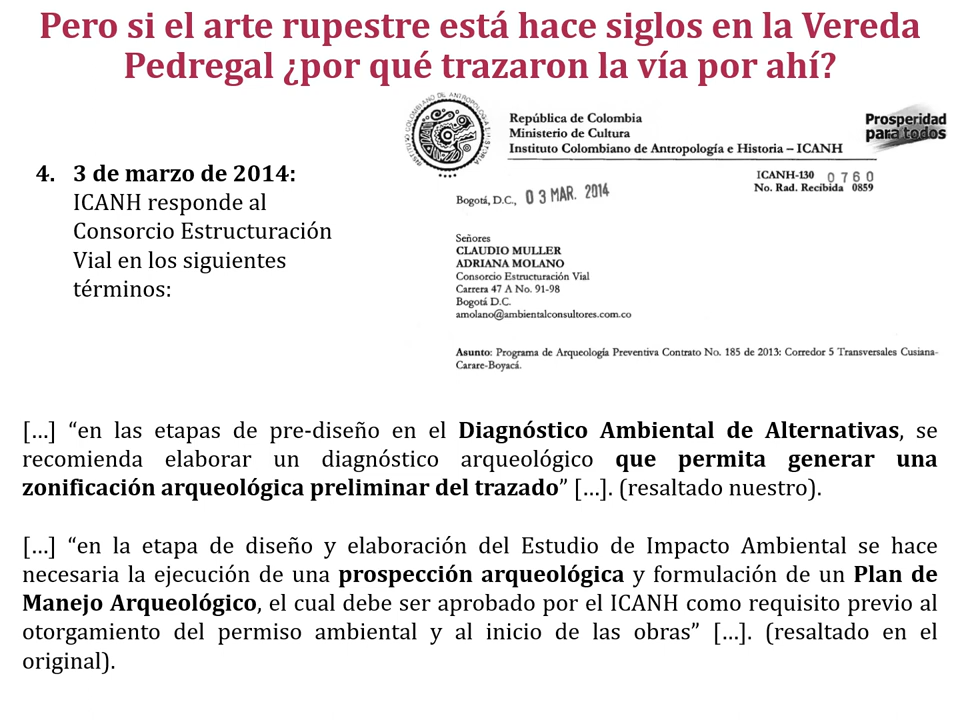 Pero si el arte rupestre está hace siglos en la Vereda
Pedregal ¿por qué trazaron la vía por ahí?
INSTITUTO COLOMBIANO DE ANTROPOLOGIA E HISTORIA
República de Colombia
Ministerio de Cultura
Instituto Colombiano de Antropología e Historia – ICANH
Prosperidad
para todos
ICANH-130 0760
No. Rad. Recibida 0859
Bogotá, D.C., 03 MAR. 2014
Señores
CLAUDIO MULLER
ADRIANA MOLANO
Consorcio Estructuración Vial
Carrera 47 A No. 91-98
Bogotá D.C.
amolano@ambientalconsultores.com.co
Asunto: Programa de Arqueología Preventiva Contrato No. 185 de 2013: Corredor 5 Transversales Cusiana-
Carare-Boyacá.
4. 3 de marzo de 2014:
ICANH responde al
Consorcio Estructuración
Vial en los siguientes
términos:
[…] “en las etapas de pre-diseño en el Diagnóstico Ambiental de Alternativas, se
recomienda elaborar un diagnóstico arqueológico que permita generar una
zonificación arqueológica preliminar del trazado” […]. (resaltado nuestro).
[…] “en la etapa de diseño y elaboración del Estudio de Impacto Ambiental se hace
necesaria la ejecución de una prospección arqueológica y formulación de un Plan de
Manejo Arqueológico, el cual debe ser aprobado por el ICANH como requisito previo al
otorgamiento del permiso ambiental y al inicio de las obras” […]. (resaltado en el
original).